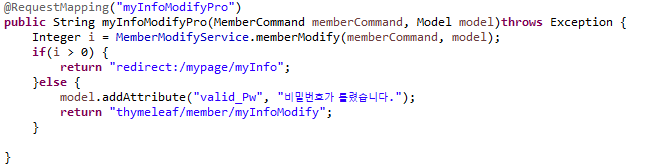 @RequestMapping("myInfoModifyPro")
public String myInfoModifyPro(MemberCommand memberCommand, Model model)throws Exception {
    Integer i = MemberModifyService.memberModify(memberCommand, model);
    if(i > 0) {
        return "redirect:/mypage/myInfo";
    }else {
        model.addAttribute("valid_Pw", "비밀번호가 틀렸습니다.");
        return "thymeleaf/member/myInfoModify";
    }
}